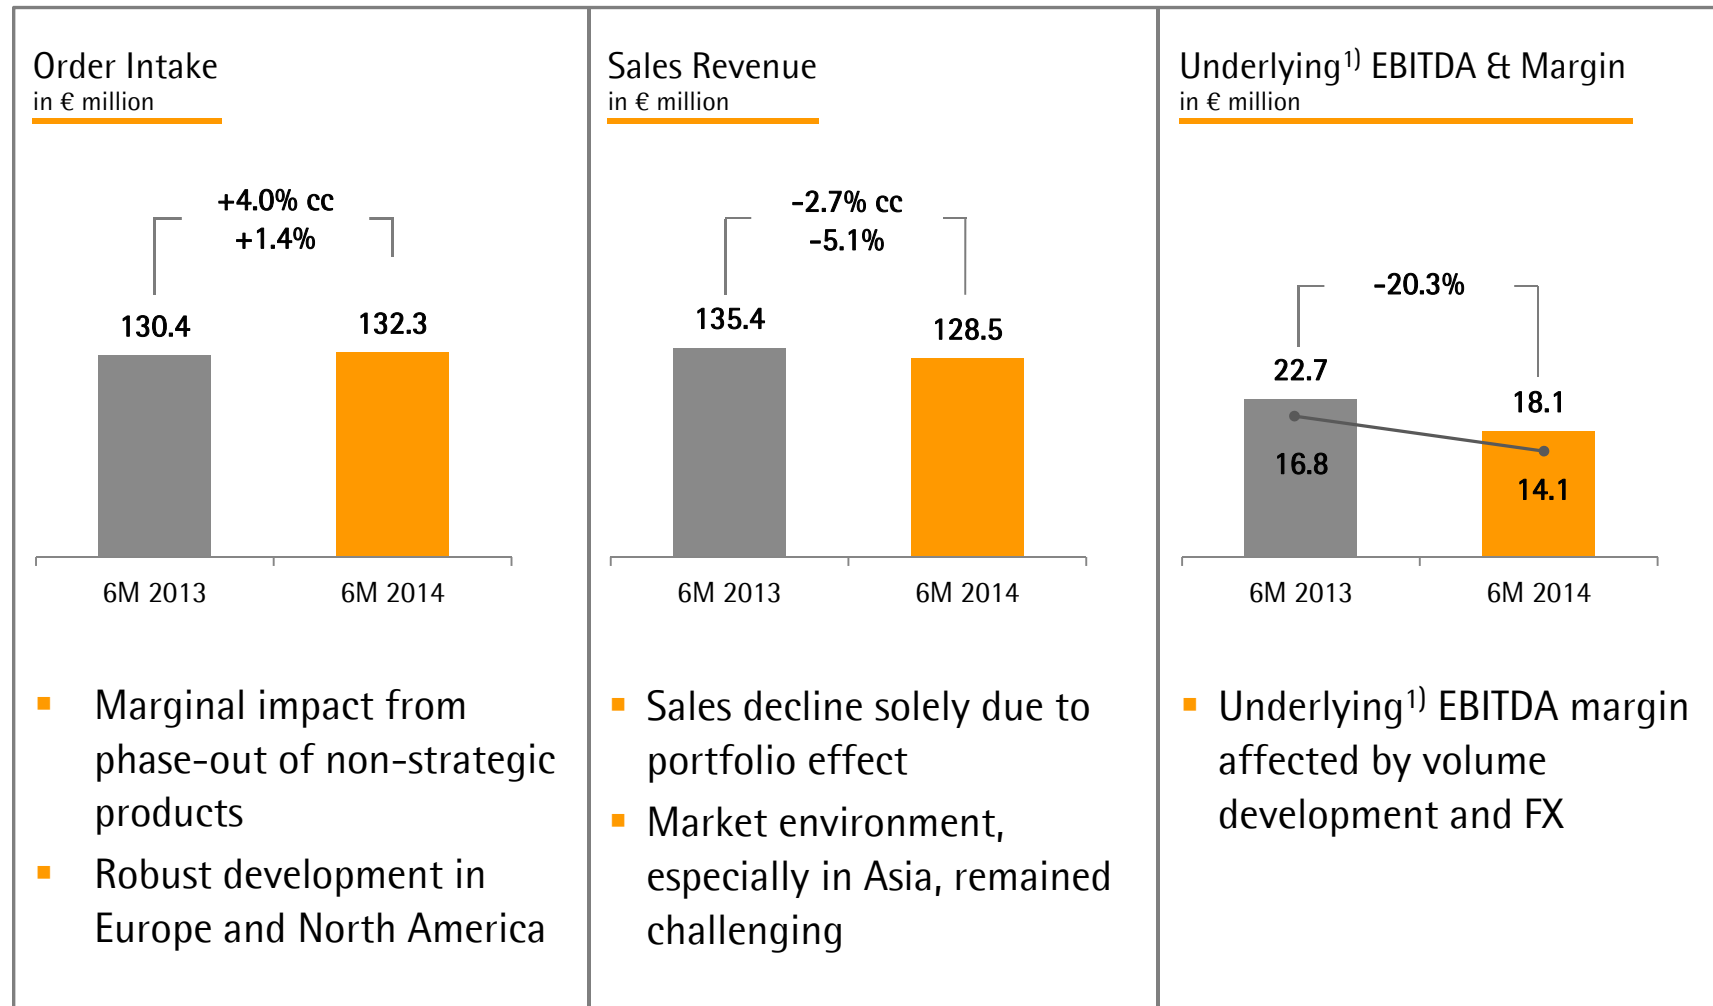 Order Intake
in € million
+4.0% cc
+1.4%
130.4
132.3
6M 2013
6M 2014
▪ Marginal impact from
phase-out of non-strategic
products
▪ Robust development in
Europe and North America
Sales Revenue
in € million
-2.7% cc
-5.1%
135.4
128.5
6M 2013
6M 2014
▪ Sales decline solely due to
portfolio effect
▪ Market environment,
especially in Asia, remained
challenging
Underlying¹⁾ EBITDA & Margin
in € million
-20.3%
22.7
18.1
16.8
14.1
6M 2013
6M 2014
▪ Underlying¹⁾ EBITDA margin
affected by volume
development and FX